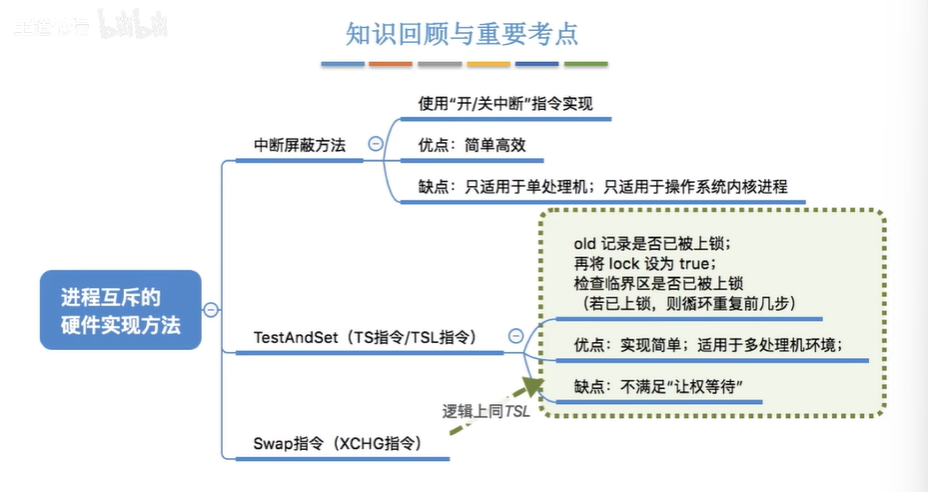 知识回顾与重要考点
使用“开/关中断”指令实现
中断屏蔽方法
优点：简单高效
缺点：只适用于单处理机；只适用于操作系统内核进程
old 记录是否已被上锁；
再将 lock 设为 true；
检查临界区是否已被上锁
（若已上锁，则循环重复前几步）
进程互斥的
硬件实现方法
TestAndSet（TS指令/TSL指令）
优点：实现简单；适用于多处理机环境；
缺点：不满足“让权等待”
逻辑上同TSL
Swap指令（XCHG指令）